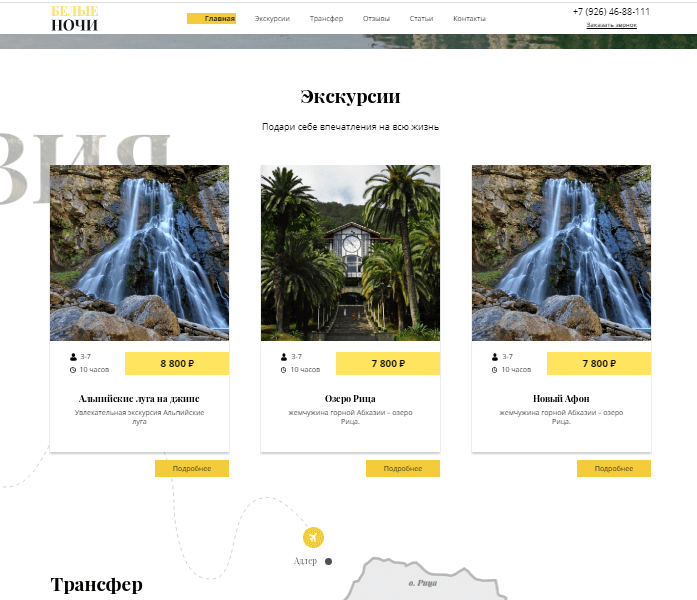 БЕЛЫЕ
НОЧИ
Главная Экскурсии Трансфер Отзывы Статьи Контакты
+7 (926) 46-88-111
Заказать звонок
Экскурсии
Подари себе впечатления на всю жизнь
ЗИЯ
3-7
10 часов
8 800 ₽
Альпийские луга на джипе
Увлекательная экскурсия Альпийские
луга
Подробнее
3-7
10 часов
7 800 ₽
Озеро Рица
жемчужина горной Абхазии – озеро
Рица.
Подробнее
3-7
10 часов
7 800 ₽
Новый Афон
жемчужина горной Абхазии – озеро
Рица.
Подробнее
Адлер
Трансфер
о. Рица